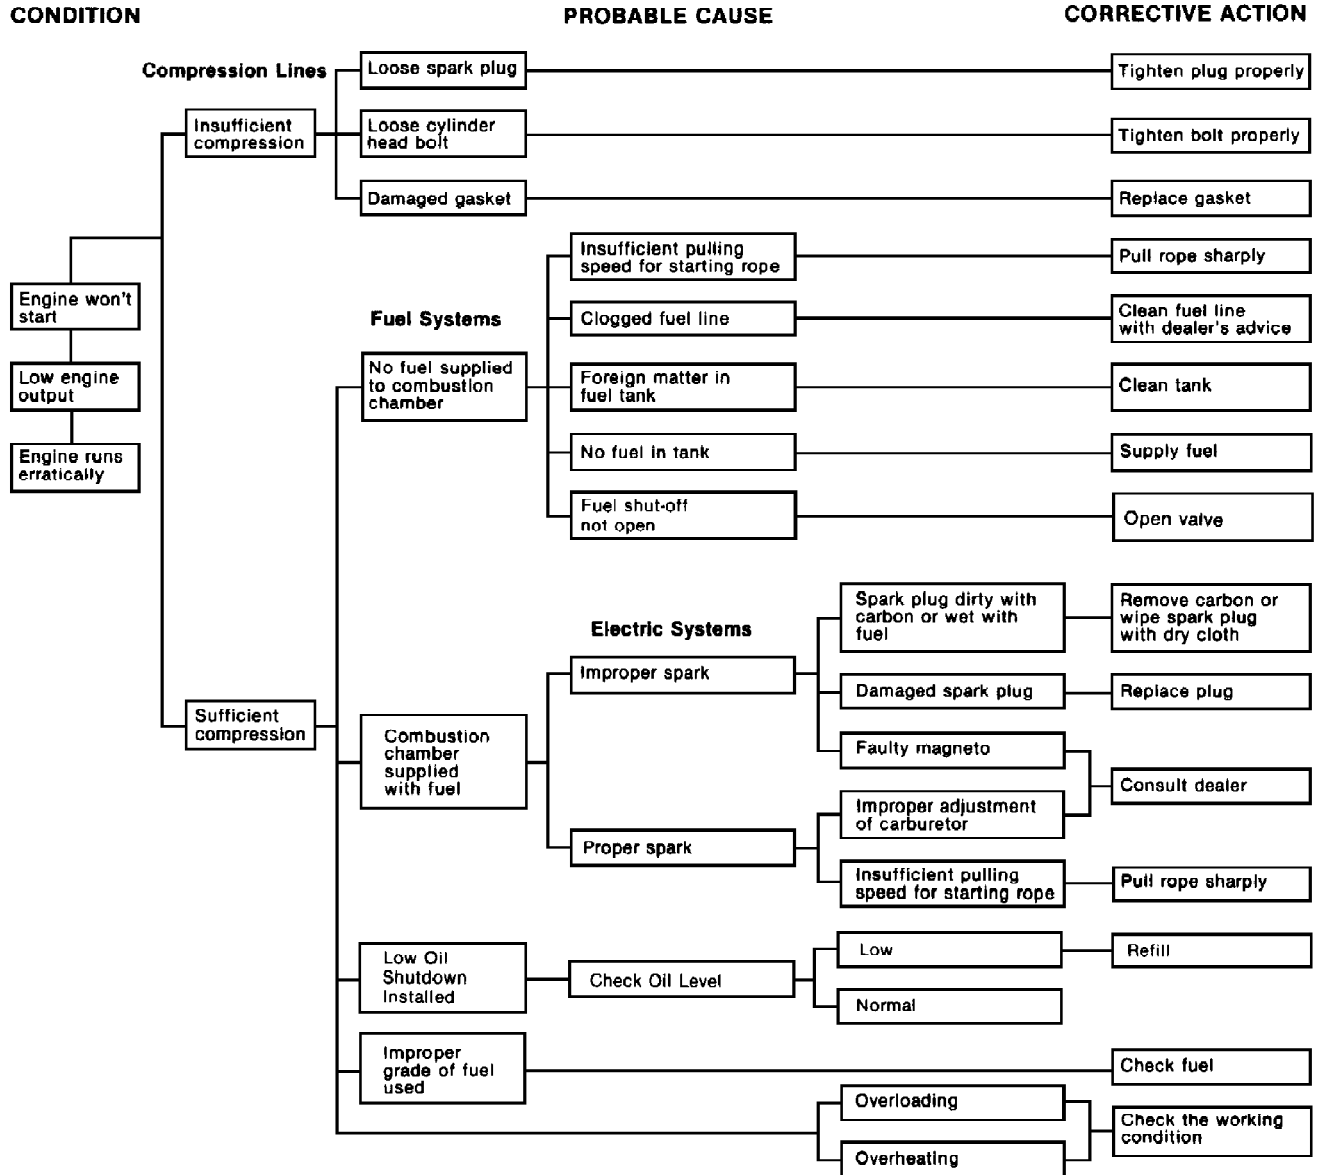 CONDITION
PROBABLE CAUSE
CORRECTIVE ACTION
Compression Lines
Loose spark plug
Tighten plug properly
Insufficient
compression
Loose cylinder
head bolt
Tighten bolt properly
Damaged gasket
Replace gasket
Engine won't
start
Low engine
output
Engine runs
erratically
Fuel Systems
No fuel supplied
to combustion
chamber
Insufficient pulling
speed for starting rope
Pull rope sharply
Clogged fuel line
Clean fuel line
with dealer's advice
Foreign matter in
fuel tank
Clean tank
No fuel in tank
Supply fuel
Fuel shut-off
not open
Open valve
Sufficient
compression
Combustion
chamber
supplied
with fuel
Electric Systems
Improper spark
Spark plug dirty with
carbon or wet with
fuel
Remove carbon or
wipe spark plug
with dry cloth
Damaged spark plug
Replace plug
Faulty magneto
Consult dealer
Proper spark
Improper adjustment
of carburetor
Insufficient pulling
speed for starting rope
Pull rope sharply
Low Oil
Shutdown
Installed
Check Oil Level
Low
Refill
Normal
Improper
grade of fuel
used
Check fuel
Overloading
Overheating
Check the working
condition